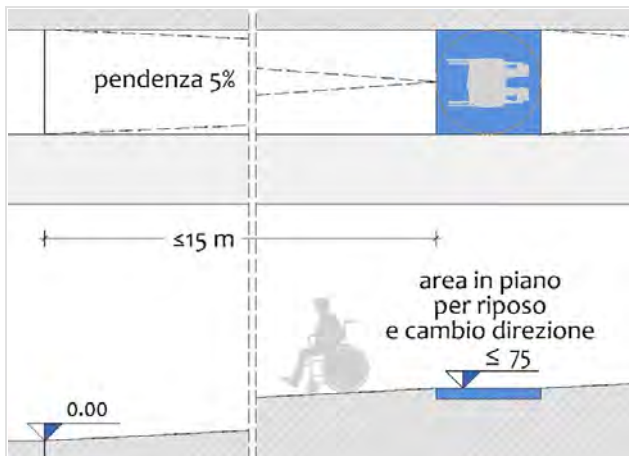 pendenza 5%
≤15 m
area in piano
per riposo
e cambio direzione
≤ 75
0.00